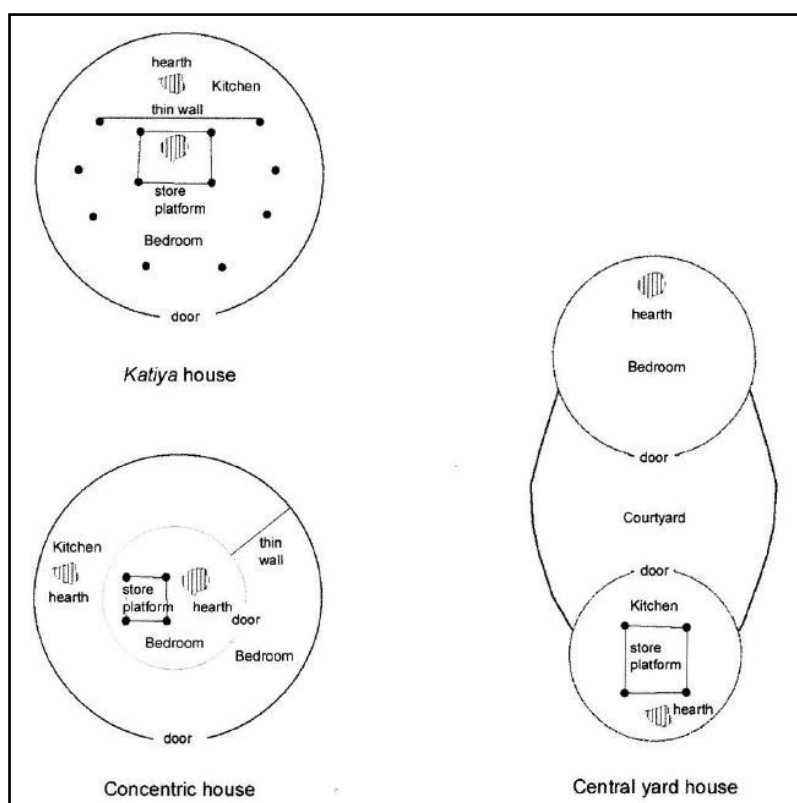 hearth
Kitchen
thin wall
store
platform
Bedroom
door
Katiya house
hearth
Bedroom
door
Courtyard
door
Kitchen
store
platform
hearth
Central yard house
Kitchen
hearth
thin
wall
store
platform
hearth
door
Bedroom
Bedroom
door
Concentric house